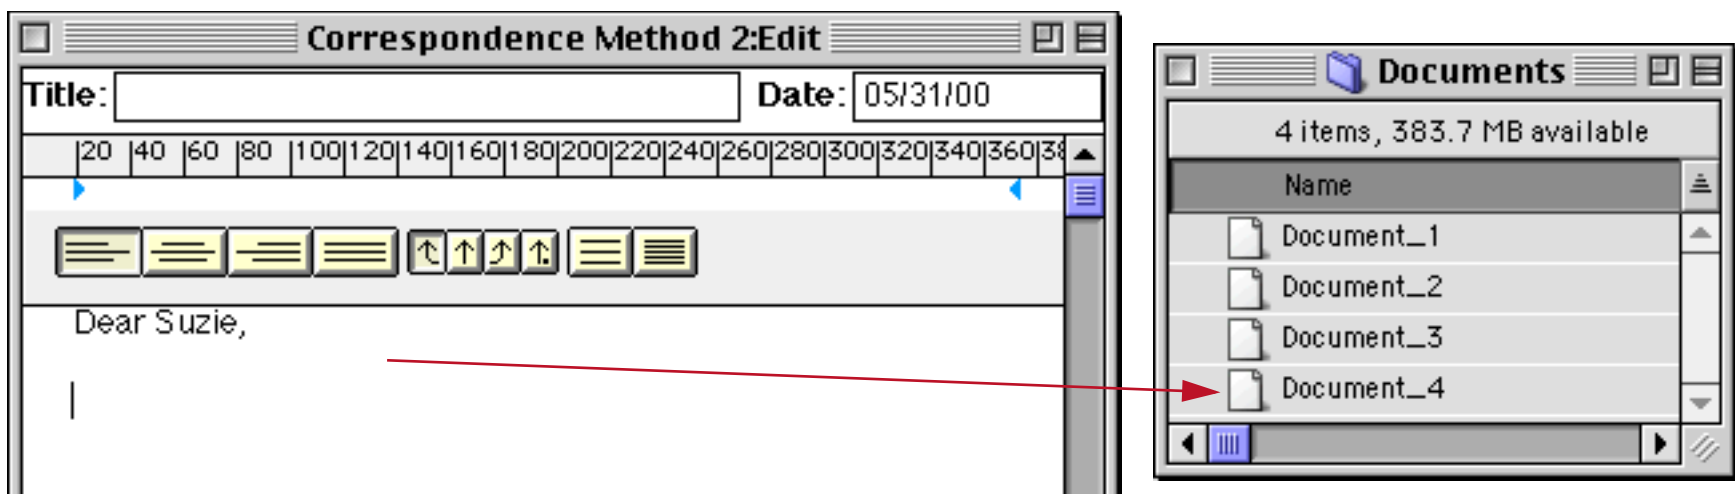 Correspondence Method 2:Edit
Title:
Date: 05/31/00
20 40 60 80 100 120 140 160 180 200 220 240 260 280 300 320 340 360 38
Dear Suzie,
Documents
4 items, 383.7 MB available
Name
Document_1
Document_2
Document_3
Document_4